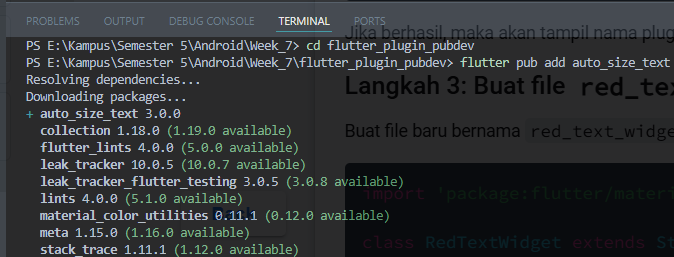 PROBLEMS OUTPUT DEBUG CONSOLE TERMINAL PORTS
Jika berhasil, maka akan tampil nama plug
PS E:\Kampus\Semester 5\Android\Week_7> cd flutter_plugin_pubdev
PS E:\Kampus\Semester 5\Android\Week_7\flutter_plugin_pubdev> flutter pub add auto_size_text
Resolving dependencies...
Langkah 3: Buat file red_tex
Downloading packages...
+ auto_size_text 3.0.0
collection 1.18.0 (1.19.0 available)
Buat file baru bernama red_text_widge
flutter_lints 4.0.0 (5.0.0 available)
leak_tracker 10.0.5 (10.0.7 available)
leak_tracker_flutter_testing 3.0.5 (3.0.8 available)
import 'package:flutter/materi
lints 4.0.0 (5.1.0 available)
material_color_utilities 0.11.1 (0.12.0 available)
meta 1.15.0 (1.16.0 available)
class RedTextWidget extends St
stack_trace 1.11.1 (1.12.0 available)